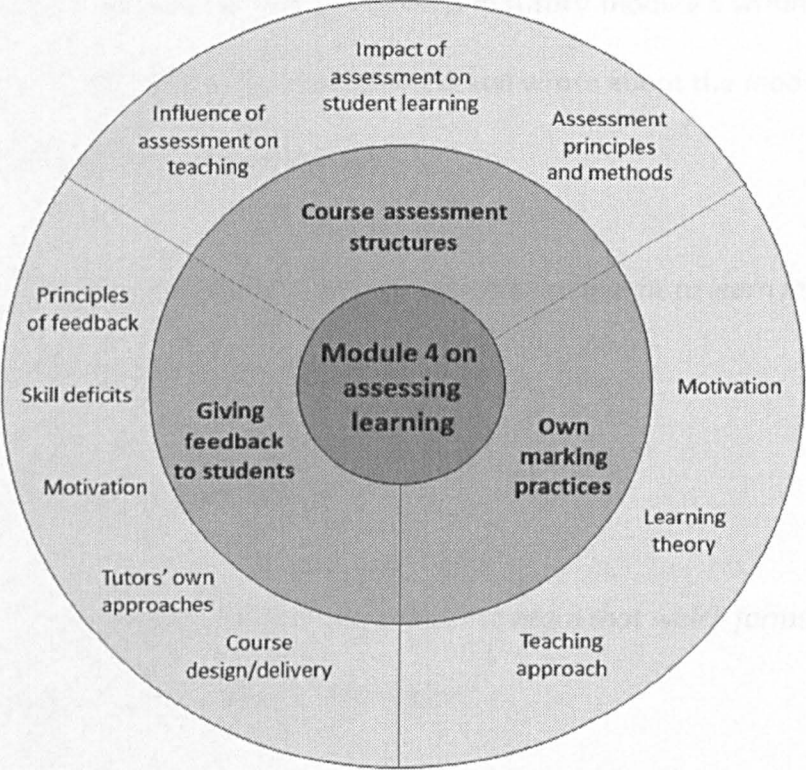 Impact of
assessment on
student learning
Influence of
assessment on
teaching
Assessment
principles
and methods
Course assessment
structures
Principles
of feedback
Skill deficits
Motivation
Tutors' own
approaches
Course
design/delivery
Giving
feedback
to students
Module 4 on
assessing
learning
Own
marking
practices
Motivation
Learning
theory
Teaching
approach